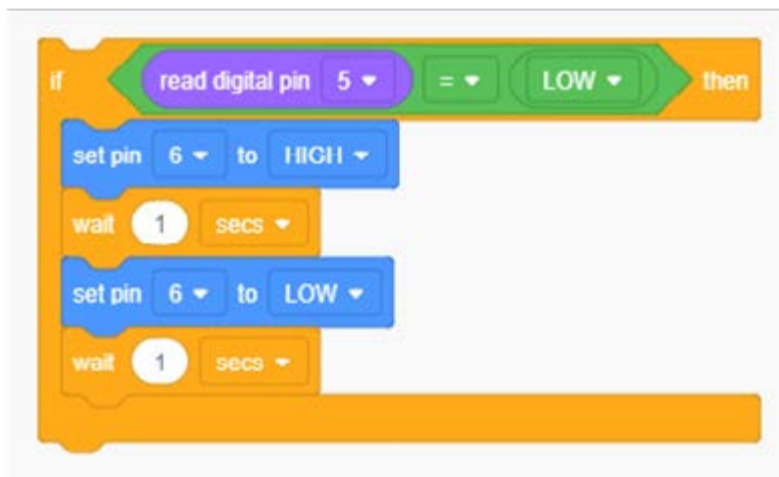 if read digital pin 5 = LOW then
set pin 6 to HIGH
wait 1 secs
set pin 6 to LOW
wait 1 secs